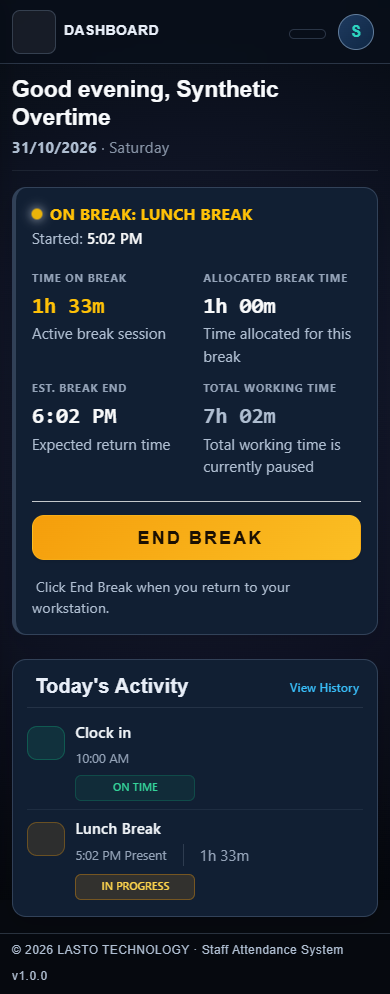 DASHBOARD
S
Good evening, Synthetic
Overtime
31/10/2026 · Saturday
ON BREAK: LUNCH BREAK
Started: 5:02 PM
TIME ON BREAK
1h 33m
Active break session
ALLOCATED BREAK TIME
1h 00m
Time allocated for this
break
EST. BREAK END
6:02 PM
Expected return time
TOTAL WORKING TIME
7h 02m
Total working time is
currently paused
END BREAK
Click End Break when you return to your
workstation.
Today's Activity
View History
Clock in
10:00 AM
ON TIME
Lunch Break
5:02 PM Present
1h 33m
IN PROGRESS
© 2026 LASTO TECHNOLOGY · Staff Attendance System
v1.0.0